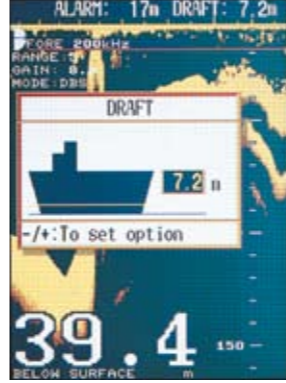 ALARM: 17m DRAFT: 7.2m
FORE 200kHz
RANGE:
GAIN: 8.
MODE:DBS
DRAFT
7.2 m
-/+:To set option
39.4
150
BELOW SURFACE m